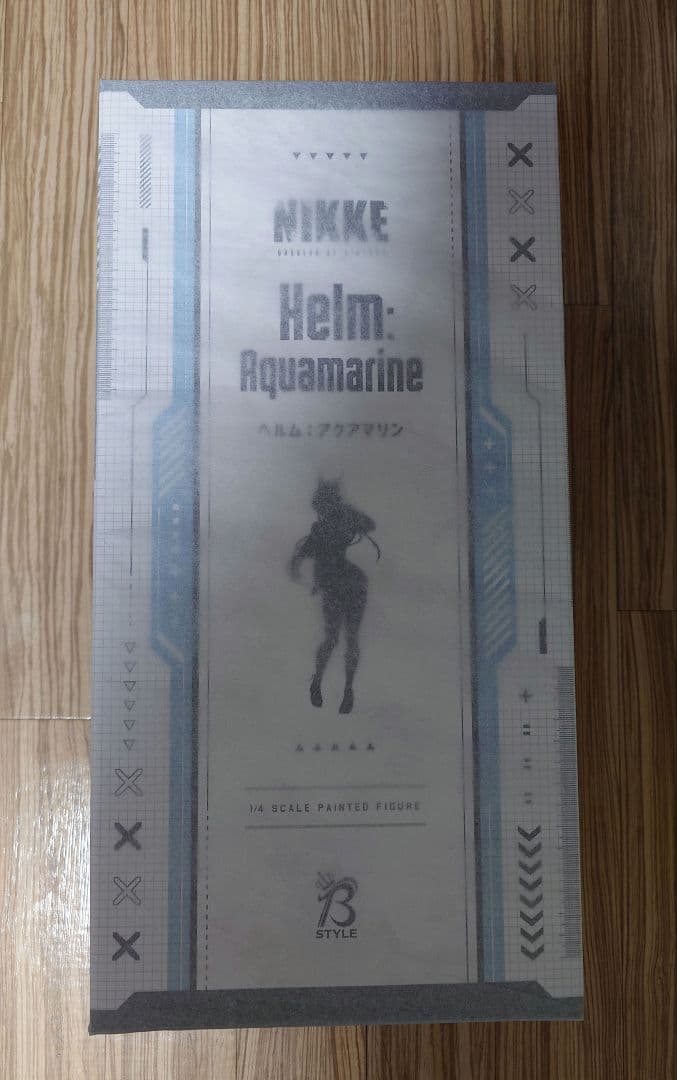 NIKKE
Helm:
Aquamarine
ヘルム：アクアマリン
1/4 SCALE PAINTED FIGURE
B
STYLE